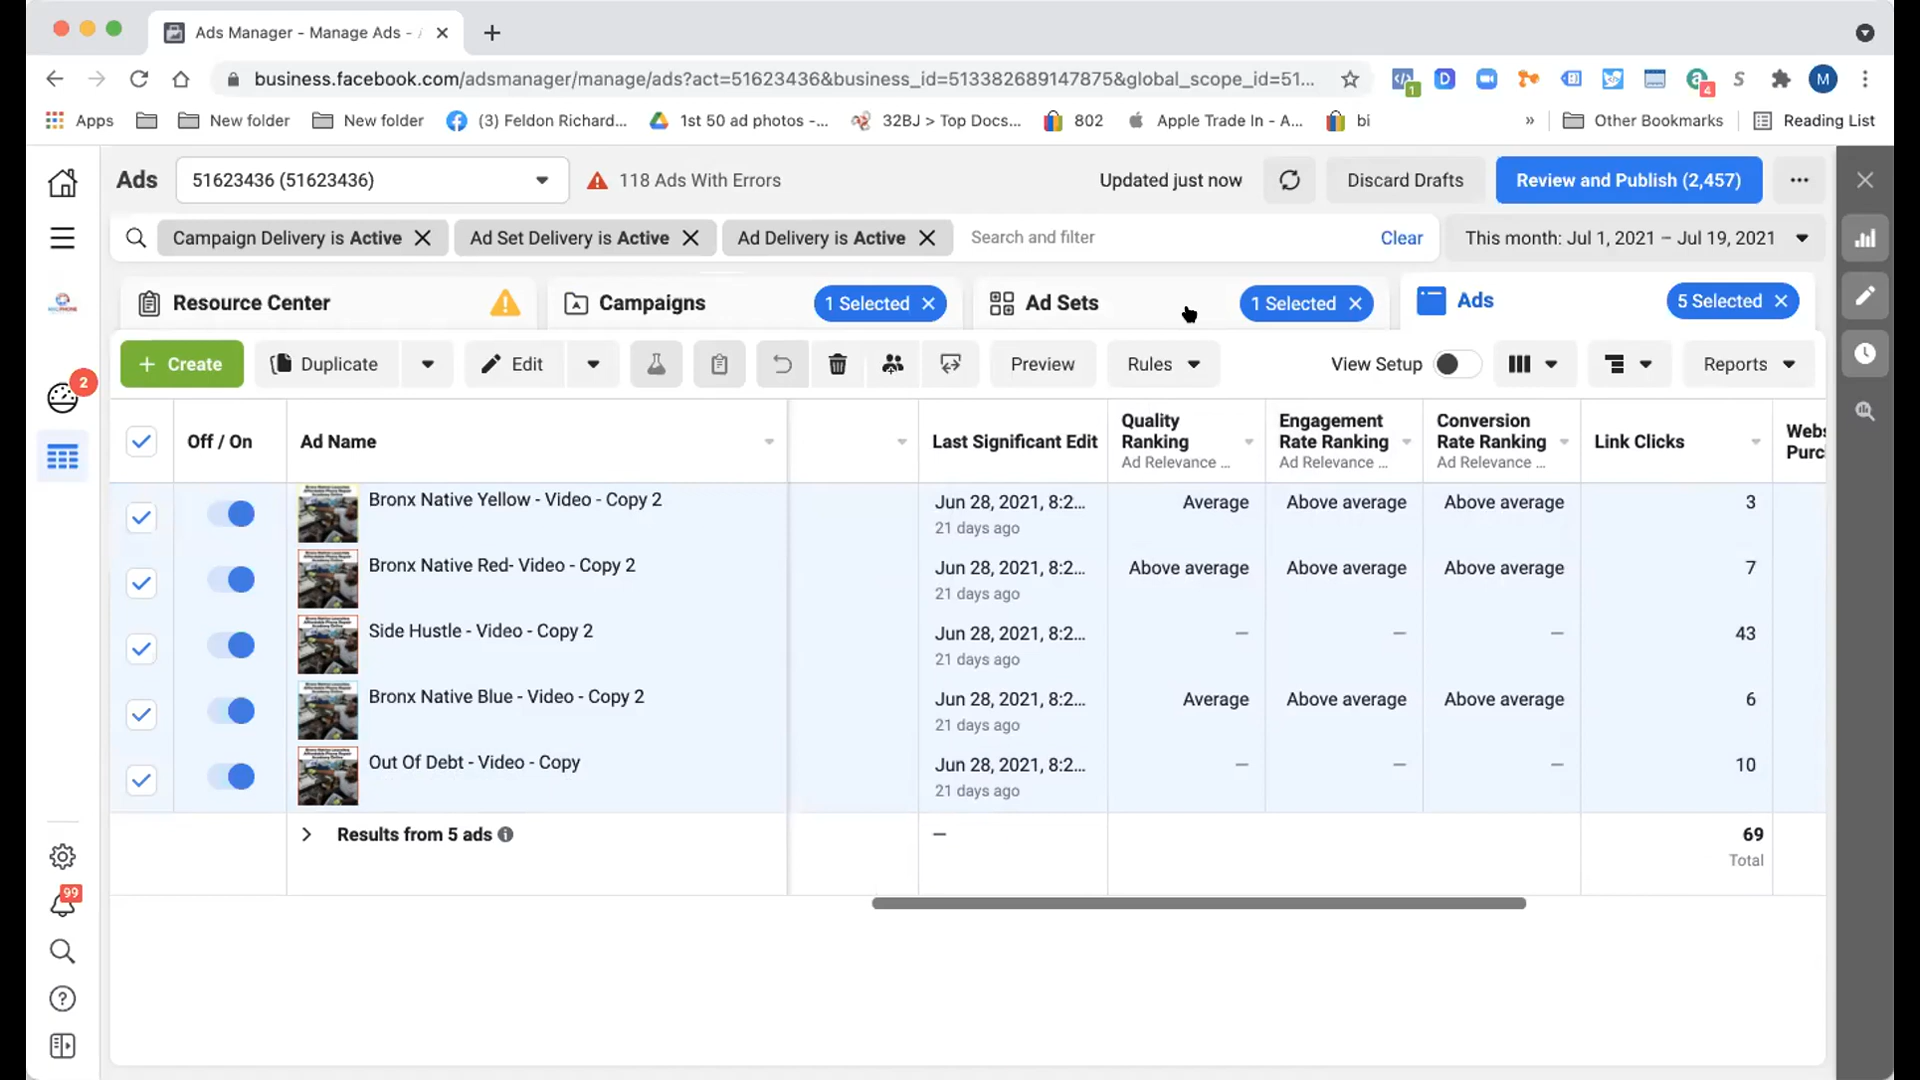 Ads Manager - Manage Ads - A
business.facebook.com/adsmanager/manage/ads?act=51623436&business_id=513382689147875&global_scope_id=51...
1
4
S
M
Apps
New folder
New folder
(3) Feldon Richard...
1st 50 ad photos -...
32BJ > Top Docs...
802
Apple Trade In - A...
bi
»
Other Bookmarks
Reading List
Ads
51623436 (51623436)
118 Ads With Errors
Updated just now
Discard Drafts
Review and Publish (2,457)
Campaign Delivery is Active
Ad Set Delivery is Active
Ad Delivery is Active
Search and filter
Clear
This month: Jul 1, 2021 – Jul 19, 2021
Resource Center
Campaigns
1 Selected
Ad Sets
1 Selected
Ads
5 Selected
+ Create
Duplicate
Edit
Preview
Rules
View Setup
Reports
2
Off / On
Ad Name
Last Significant Edit
Quality Ranking
Ad Relevance ...
Engagement Rate Ranking
Ad Relevance ...
Conversion Rate Ranking
Ad Relevance ...
Link Clicks
Webs
Purc
Bronx Native Yellow - Video - Copy 2
Jun 28, 2021, 8:2...
21 days ago
Average
Above average
Above average
3
Bronx Native Red- Video - Copy 2
Jun 28, 2021, 8:2...
21 days ago
Above average
Above average
Above average
7
Side Hustle - Video - Copy 2
Jun 28, 2021, 8:2...
21 days ago
—
—
—
43
Bronx Native Blue - Video - Copy 2
Jun 28, 2021, 8:2...
21 days ago
Average
Above average
Above average
6
Out Of Debt - Video - Copy
Jun 28, 2021, 8:2...
21 days ago
—
—
—
10
Results from 5 ads
—
69
Total
99